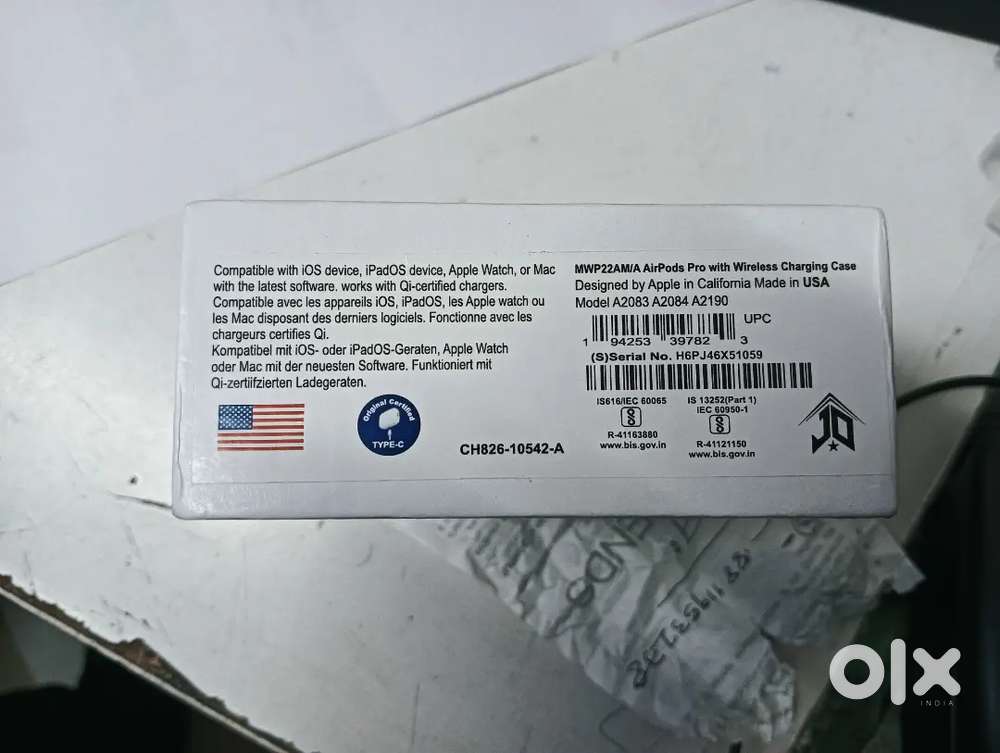 Compatible with iOS device, iPadOS device, Apple Watch, or Mac
with the latest software. works with Qi-certified chargers.
Compatible avec les appareils iOS, iPadOS, les Apple watch ou
les Mac disposant des derniers logiciels. Fonctionne avec les
chargeurs certifies Qi.
Kompatibel mit iOS- oder iPadOS-Geraten, Apple Watch
oder Mac mit der neuesten Software. Funktioniert mit
Qi-zertiifzierten Ladegeraten.
Original Certified
TYPE-C
CH826-10542-A
MWP22AM/A AirPods Pro with Wireless Charging Case
Designed by Apple in California Made in USA
Model A2083 A2084 A2190
UPC
1 94253 39782 3
(S)Serial No. H6PJ46X51059
IS616/IEC 60065
R-41163880
www.bis.gov.in
IS 13252(Part 1)
IEC 60950-1
R-41121150
www.bis.gov.in
JO
olx
INDIA